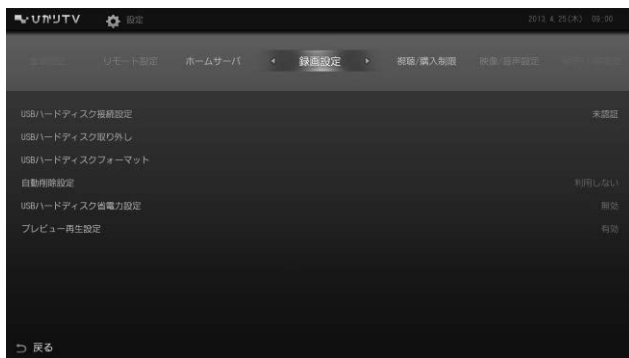 ひかりTV 設定 2013. 4. 25(木) 09:00
リモート設定 ホームサーバ 録画設定 視聴/購入制限 映像/音声設定
USBハードディスク接続設定 未認証
USBハードディスク取り外し
USBハードディスクフォーマット
自動削除設定 利用しない
USBハードディスク省電力設定
プレビュー再生設定 有効
戻る